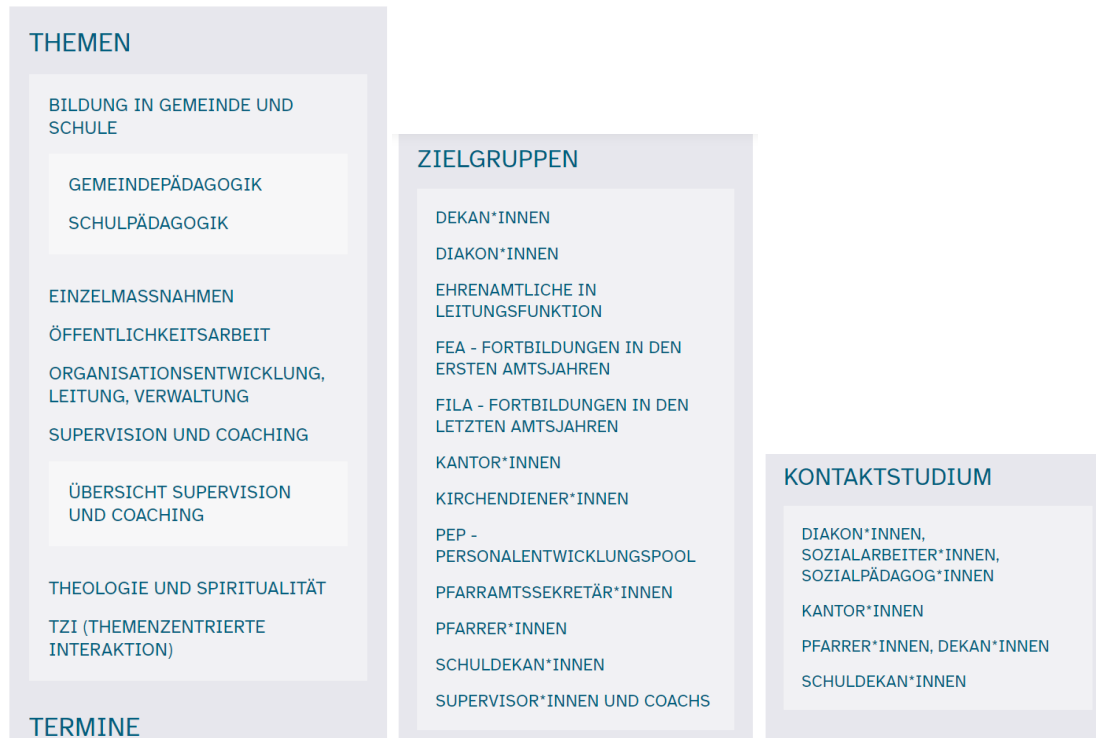 THEMEN
BILDUNG IN GEMEINDE UND
SCHULE
GEMEINDEPÄDAGOGIK
SCHULPÄDAGOGIK
EINZELMASSNAHMEN
ÖFFENTLICHKEITSARBEIT
ORGANISATIONSENTWICKLUNG,
LEITUNG, VERWALTUNG
SUPERVISION UND COACHING
ÜBERSICHT SUPERVISION
UND COACHING
THEOLOGIE UND SPIRITUALITÄT
TZI (THEMENZENTRIERTE
INTERAKTION)
TERMINE
ZIELGRUPPEN
DEKAN*INNEN
DIAKON*INNEN
EHRENAMTLICHE IN
LEITUNGSFUNKTION
FEA - FORTBILDUNGEN IN DEN
ERSTEN AMTSJAHREN
FILA - FORTBILDUNGEN IN DEN
LETZTEN AMTSJAHREN
KANTOR*INNEN
KIRCHENDIENER*INNEN
PEP -
PERSONALENTWICKLUNGSPOOL
PFARRAMTSSEKRETÄR*INNEN
PFARRER*INNEN
SCHULDEKAN*INNEN
SUPERVISOR*INNEN UND COACHS
KONTAKTSTUDIUM
DIAKON*INNEN,
SOZIALARBEITER*INNEN,
SOZIALPÄDAGOG*INNEN
KANTOR*INNEN
PFARRER*INNEN, DEKAN*INNEN
SCHULDEKAN*INNEN